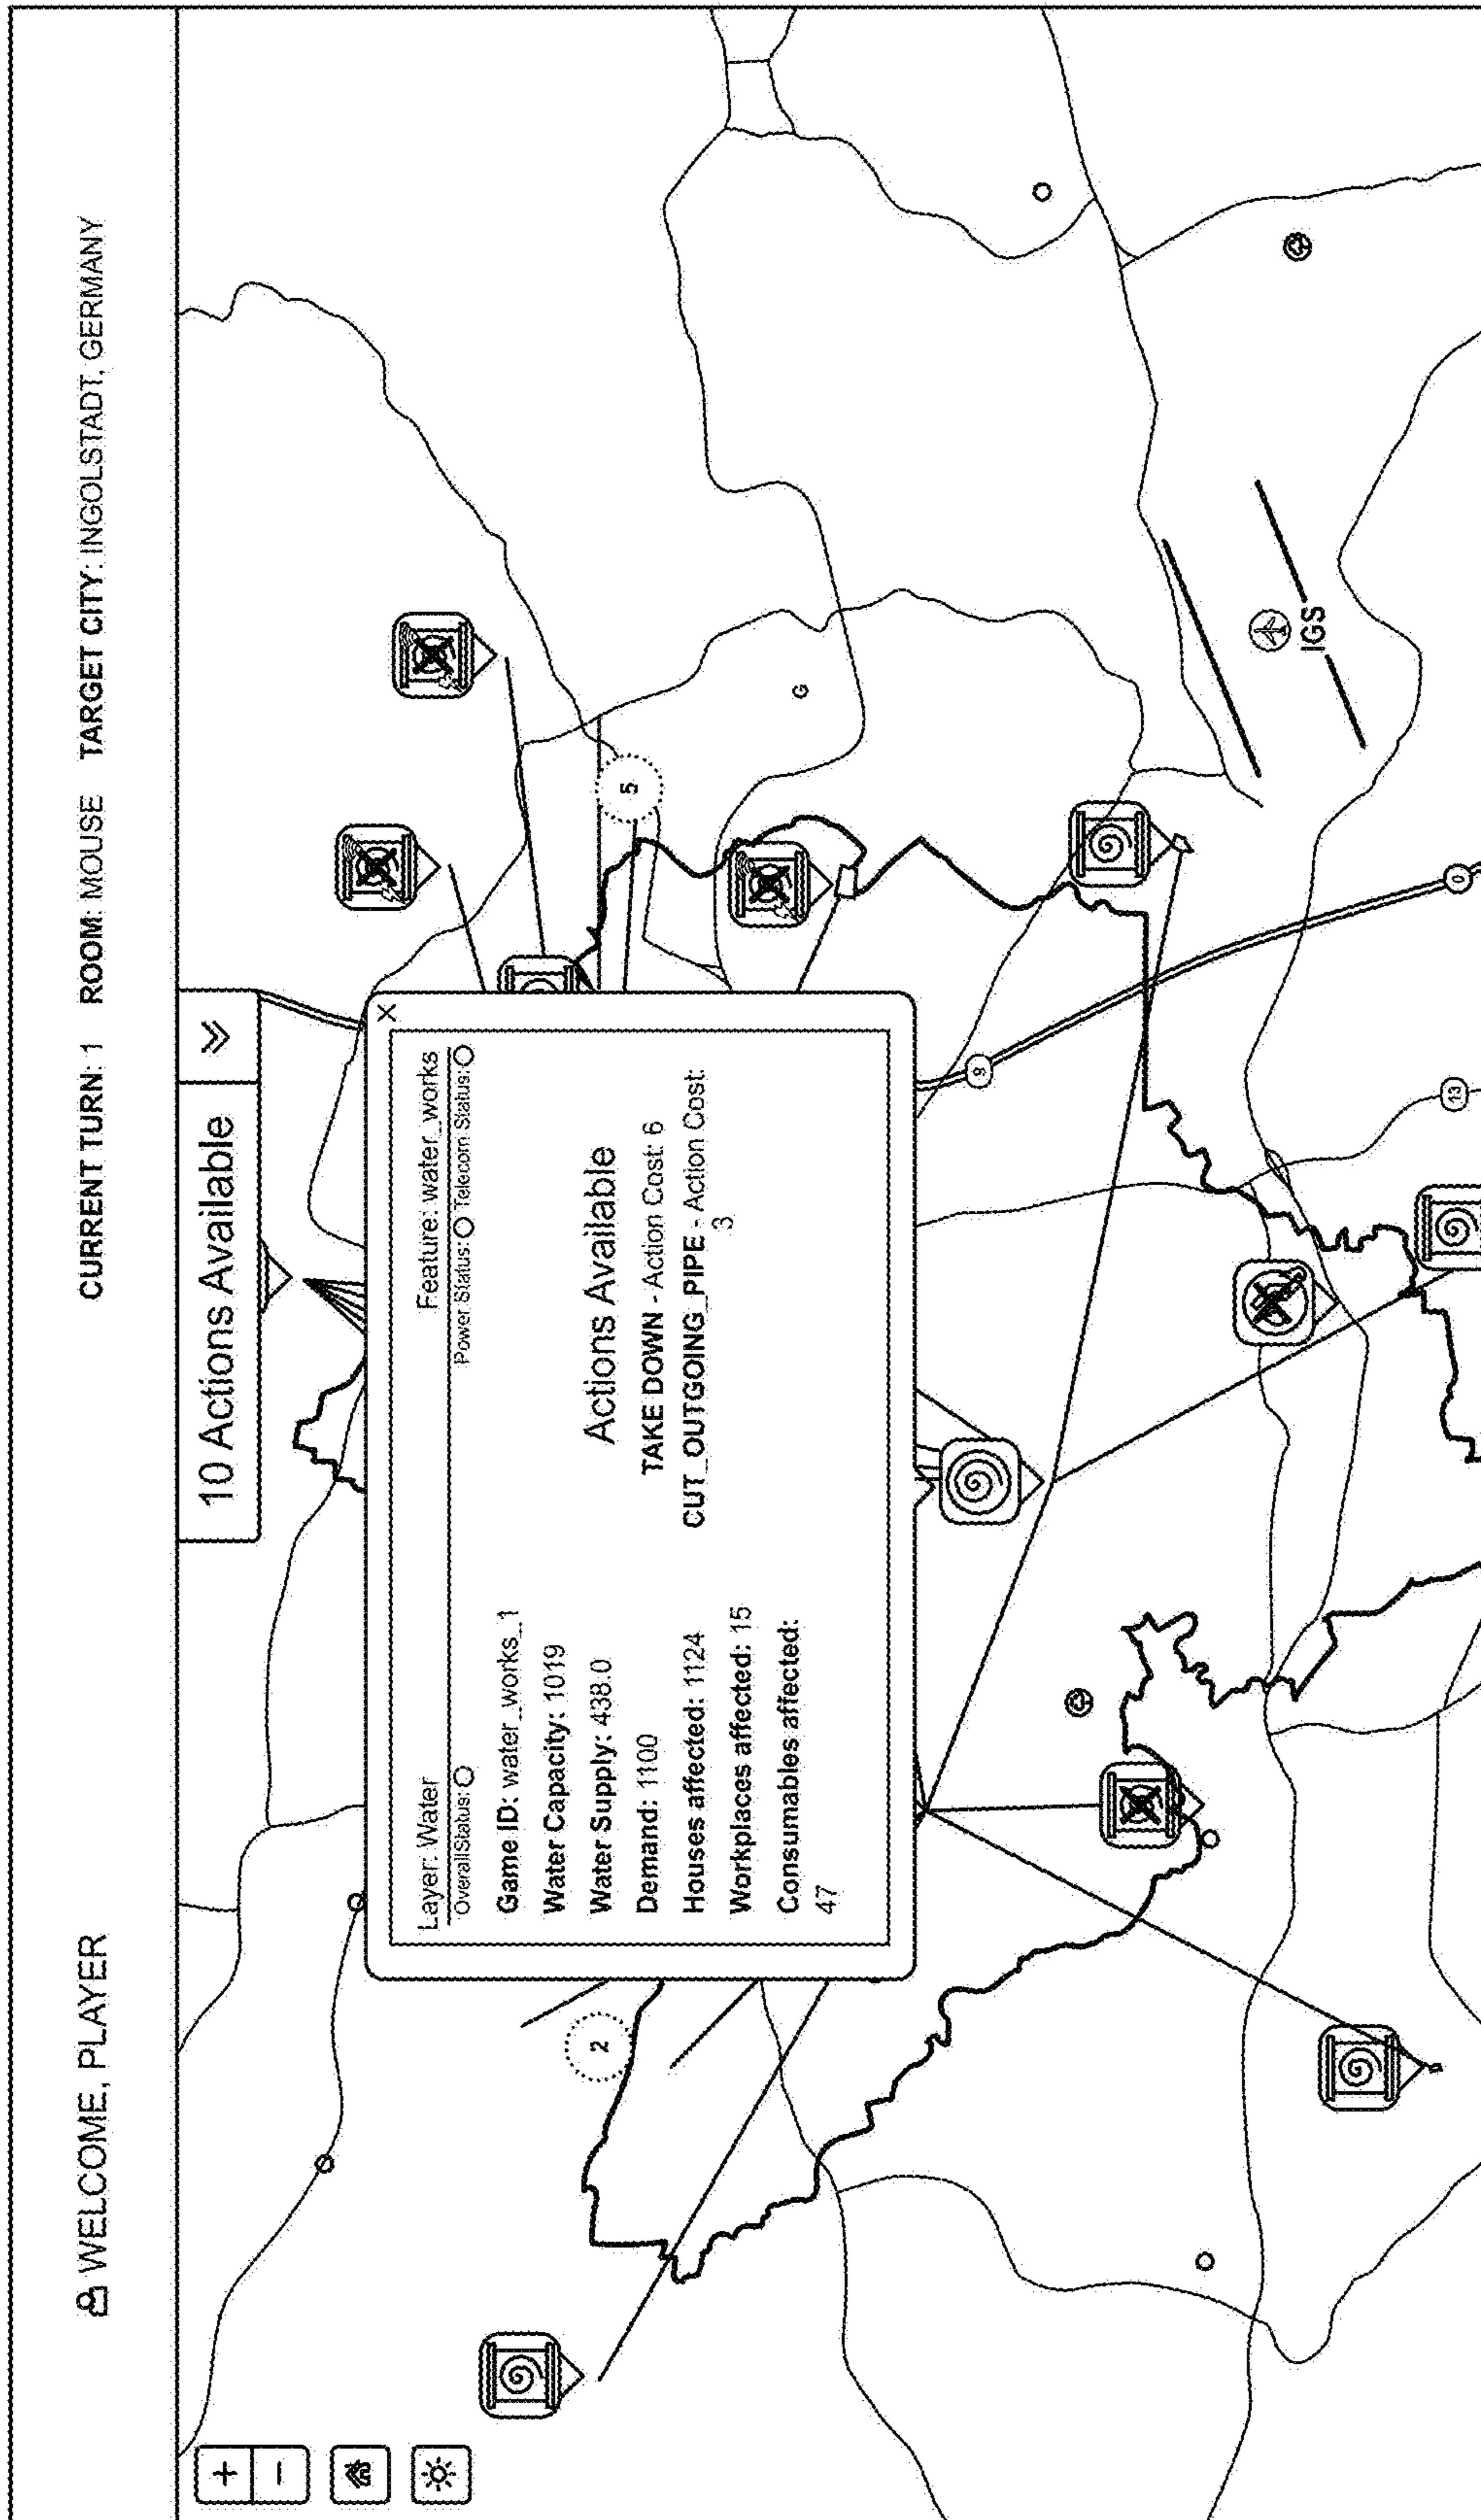 WELCOME, PLAYER
CURRENT TURN: 1 ROOM: MOUSE TARGET CITY: INGOLSTADT, GERMANY
+
−
10 Actions Available
X
Layer: Water
Feature: water_works
Overall Status:
Power Status: Telecom Status:
Game ID: water_works_1
Water Capacity: 1019
Water Supply: 438.0
Demand: 1100
Houses affected: 1124
Workplaces affected: 15
Consumables affected:
47
Actions Available
TAKE DOWN - Action Cost: 6
CUT_OUTGOING_PIPE - Action Cost:
3
2
5
G
9
13
0
IGS